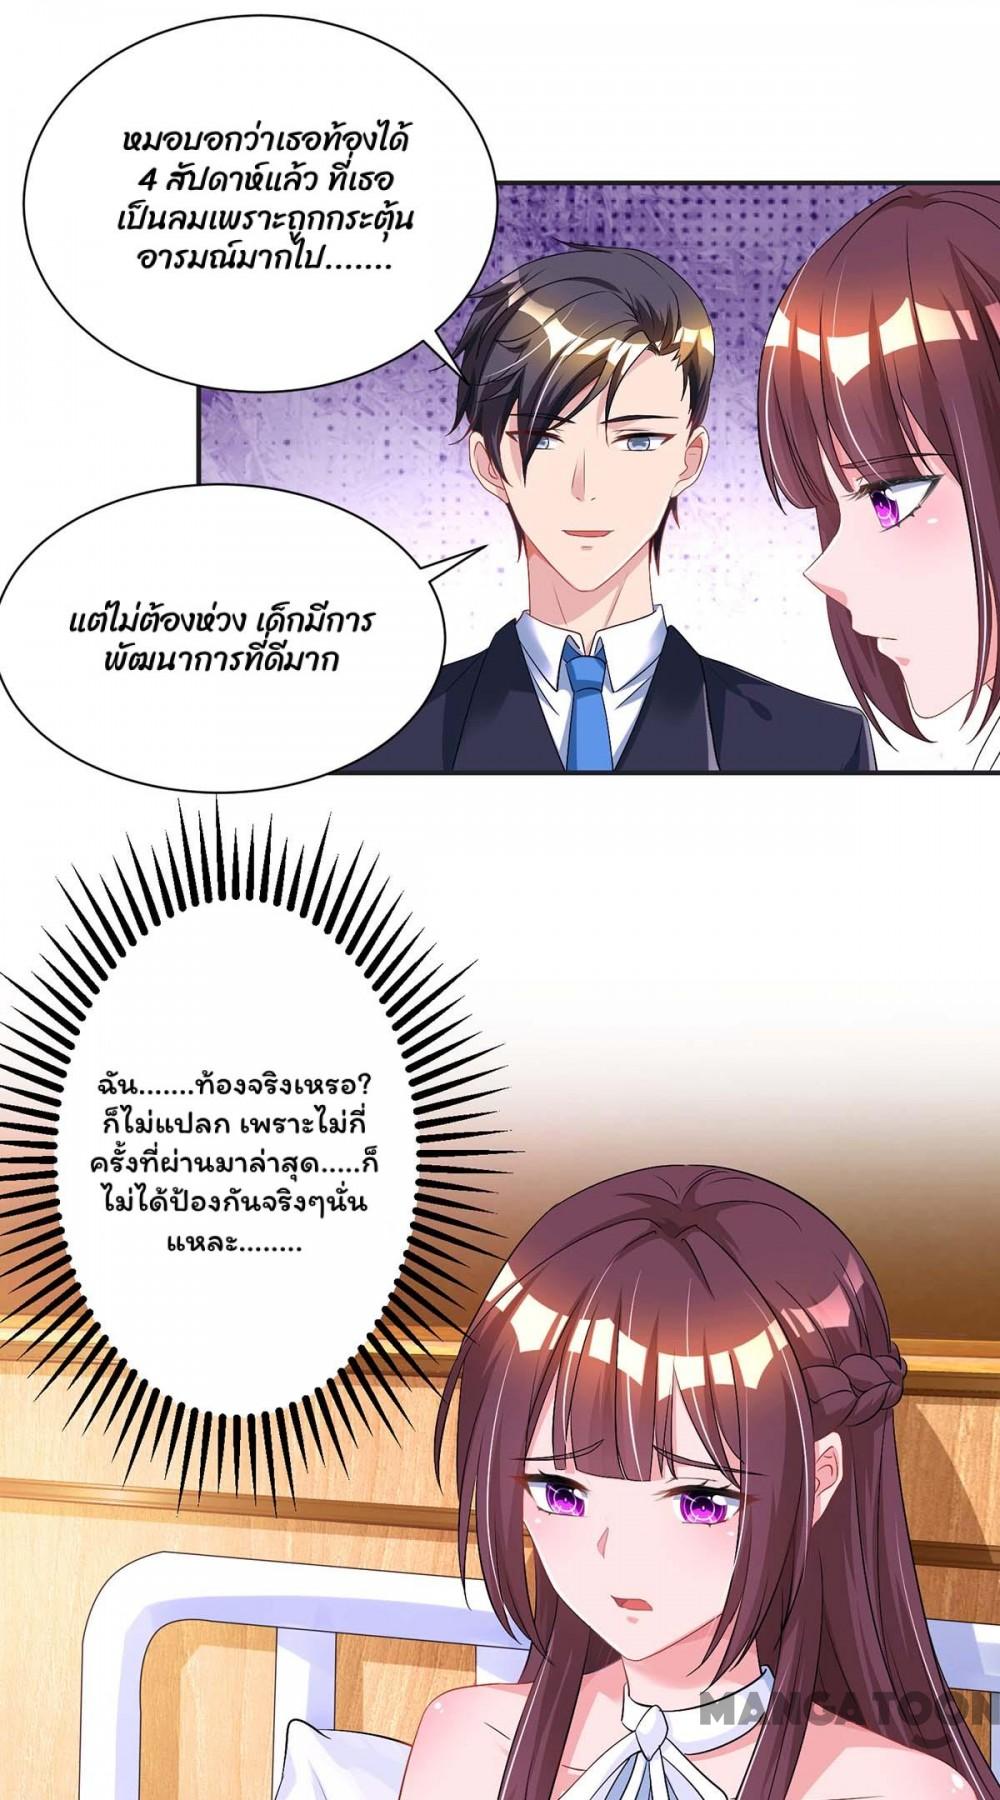 หมอบอกว่าเธอท้องได้
4 สัปดาห์แล้ว ที่เธอ
เป็นลมเพราะถูกกระตุ้น
อารมณ์มากไป.......
แต่ไม่ต้องห่วง เด็กมีการ
พัฒนาการที่ดีมาก
ฉัน.......ท้องจริงเหรอ?
ก็ไม่แปลก เพราะไม่กี่
ครั้งที่ผ่านมาล่าสุด.....ก็
ไม่ได้ป้องกันจริงๆนั่น
แหละ........
MANGATOON